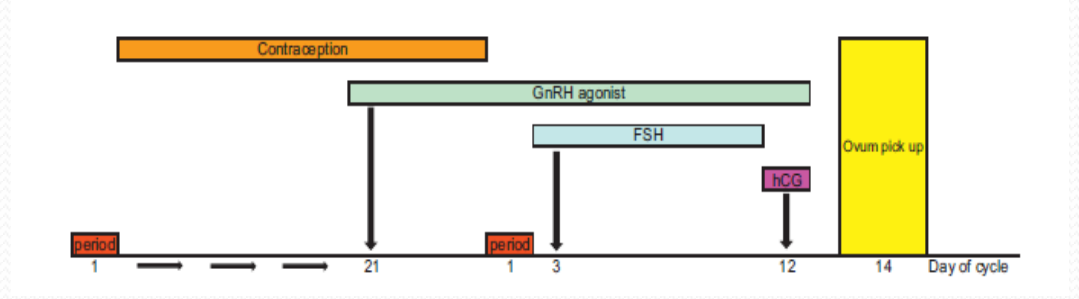 Contraception
GnRH agonist
FSH
Ovum pick up
hCG
period
period
1
21
1
3
12
14
Day of cycle